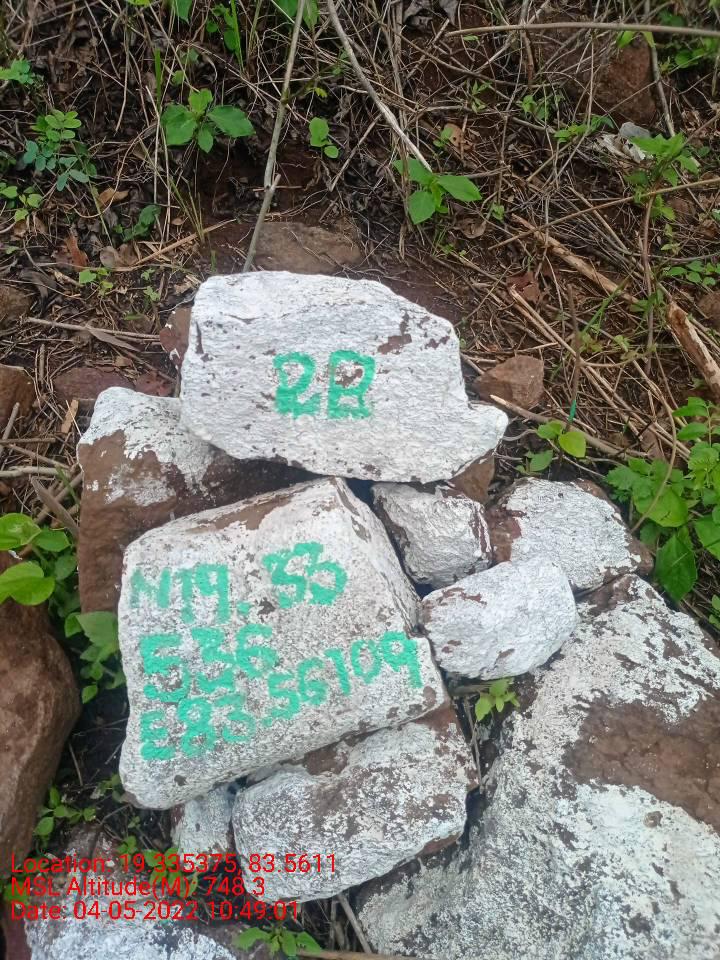 RR
N19.33
536
E83.56109
Location: 19.335375, 83.5611
MSL Altitude(M): 748.3
Date: 04-05-2022 10:49:01